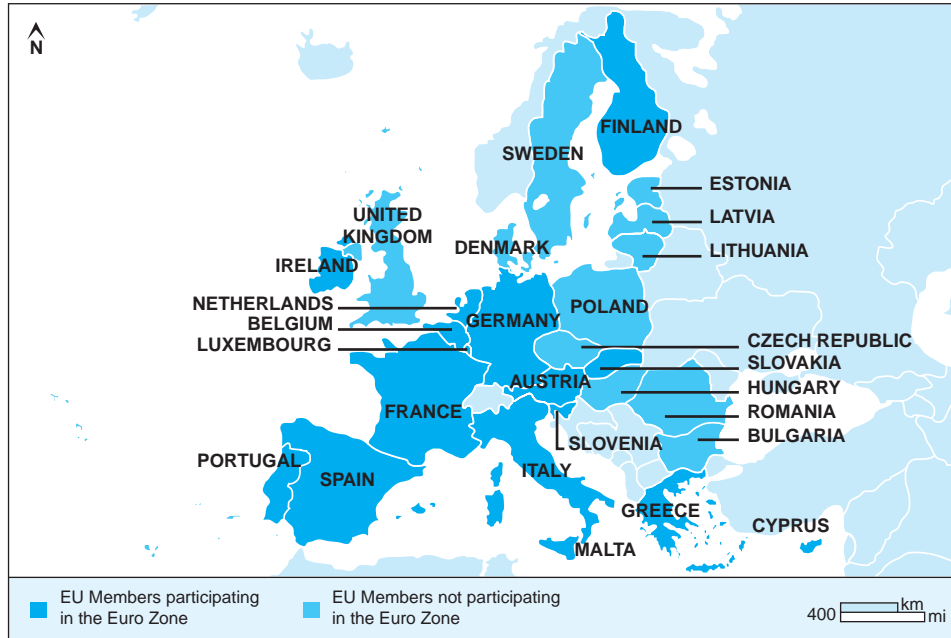 N
FINLAND
SWEDEN
ESTONIA
UNITED
KINGDOM
LATVIA
DENMARK
LITHUANIA
IRELAND
NETHERLANDS
GERMANY
POLAND
BELGIUM
LUXEMBOURG
CZECH REPUBLIC
SLOVAKIA
AUSTRIA
HUNGARY
FRANCE
ROMANIA
SLOVENIA
BULGARIA
PORTUGAL
SPAIN
ITALY
GREECE
CYPRUS
MALTA
EU Members participating
in the Euro Zone
EU Members not participating
in the Euro Zone
400 km
mi